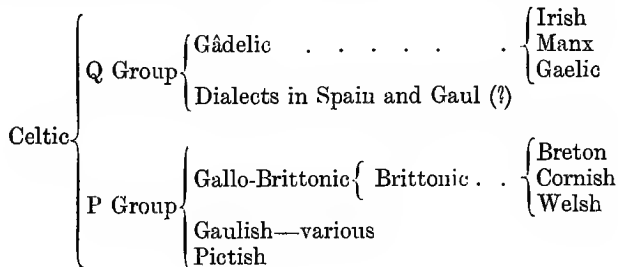 Irish
Gâdelic . . . . . . Manx
Q Group Gaelic
Dialects in Spain and Gaul (?)
Celtic
Breton
Gallo-Brittonic { Brittonic . . Cornish
P Group Welsh
Gaulish—various
Pictish